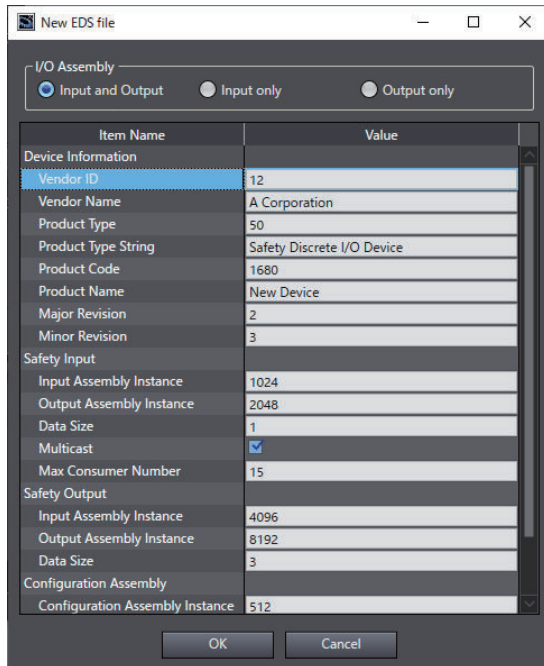 New EDS file
I/O Assembly
Input and Output Input only Output only
Item Name Value
Device Information
Vendor ID 12
Vendor Name A Corporation
Product Type 50
Product Type String Safety Discrete I/O Device
Product Code 1680
Product Name New Device
Major Revision 2
Minor Revision 3
Safety Input
Input Assembly Instance 1024
Output Assembly Instance 2048
Data Size 1
Multicast
Max Consumer Number 15
Safety Output
Input Assembly Instance 4096
Output Assembly Instance 8192
Data Size 3
Configuration Assembly
Configuration Assembly Instance 512
OK Cancel